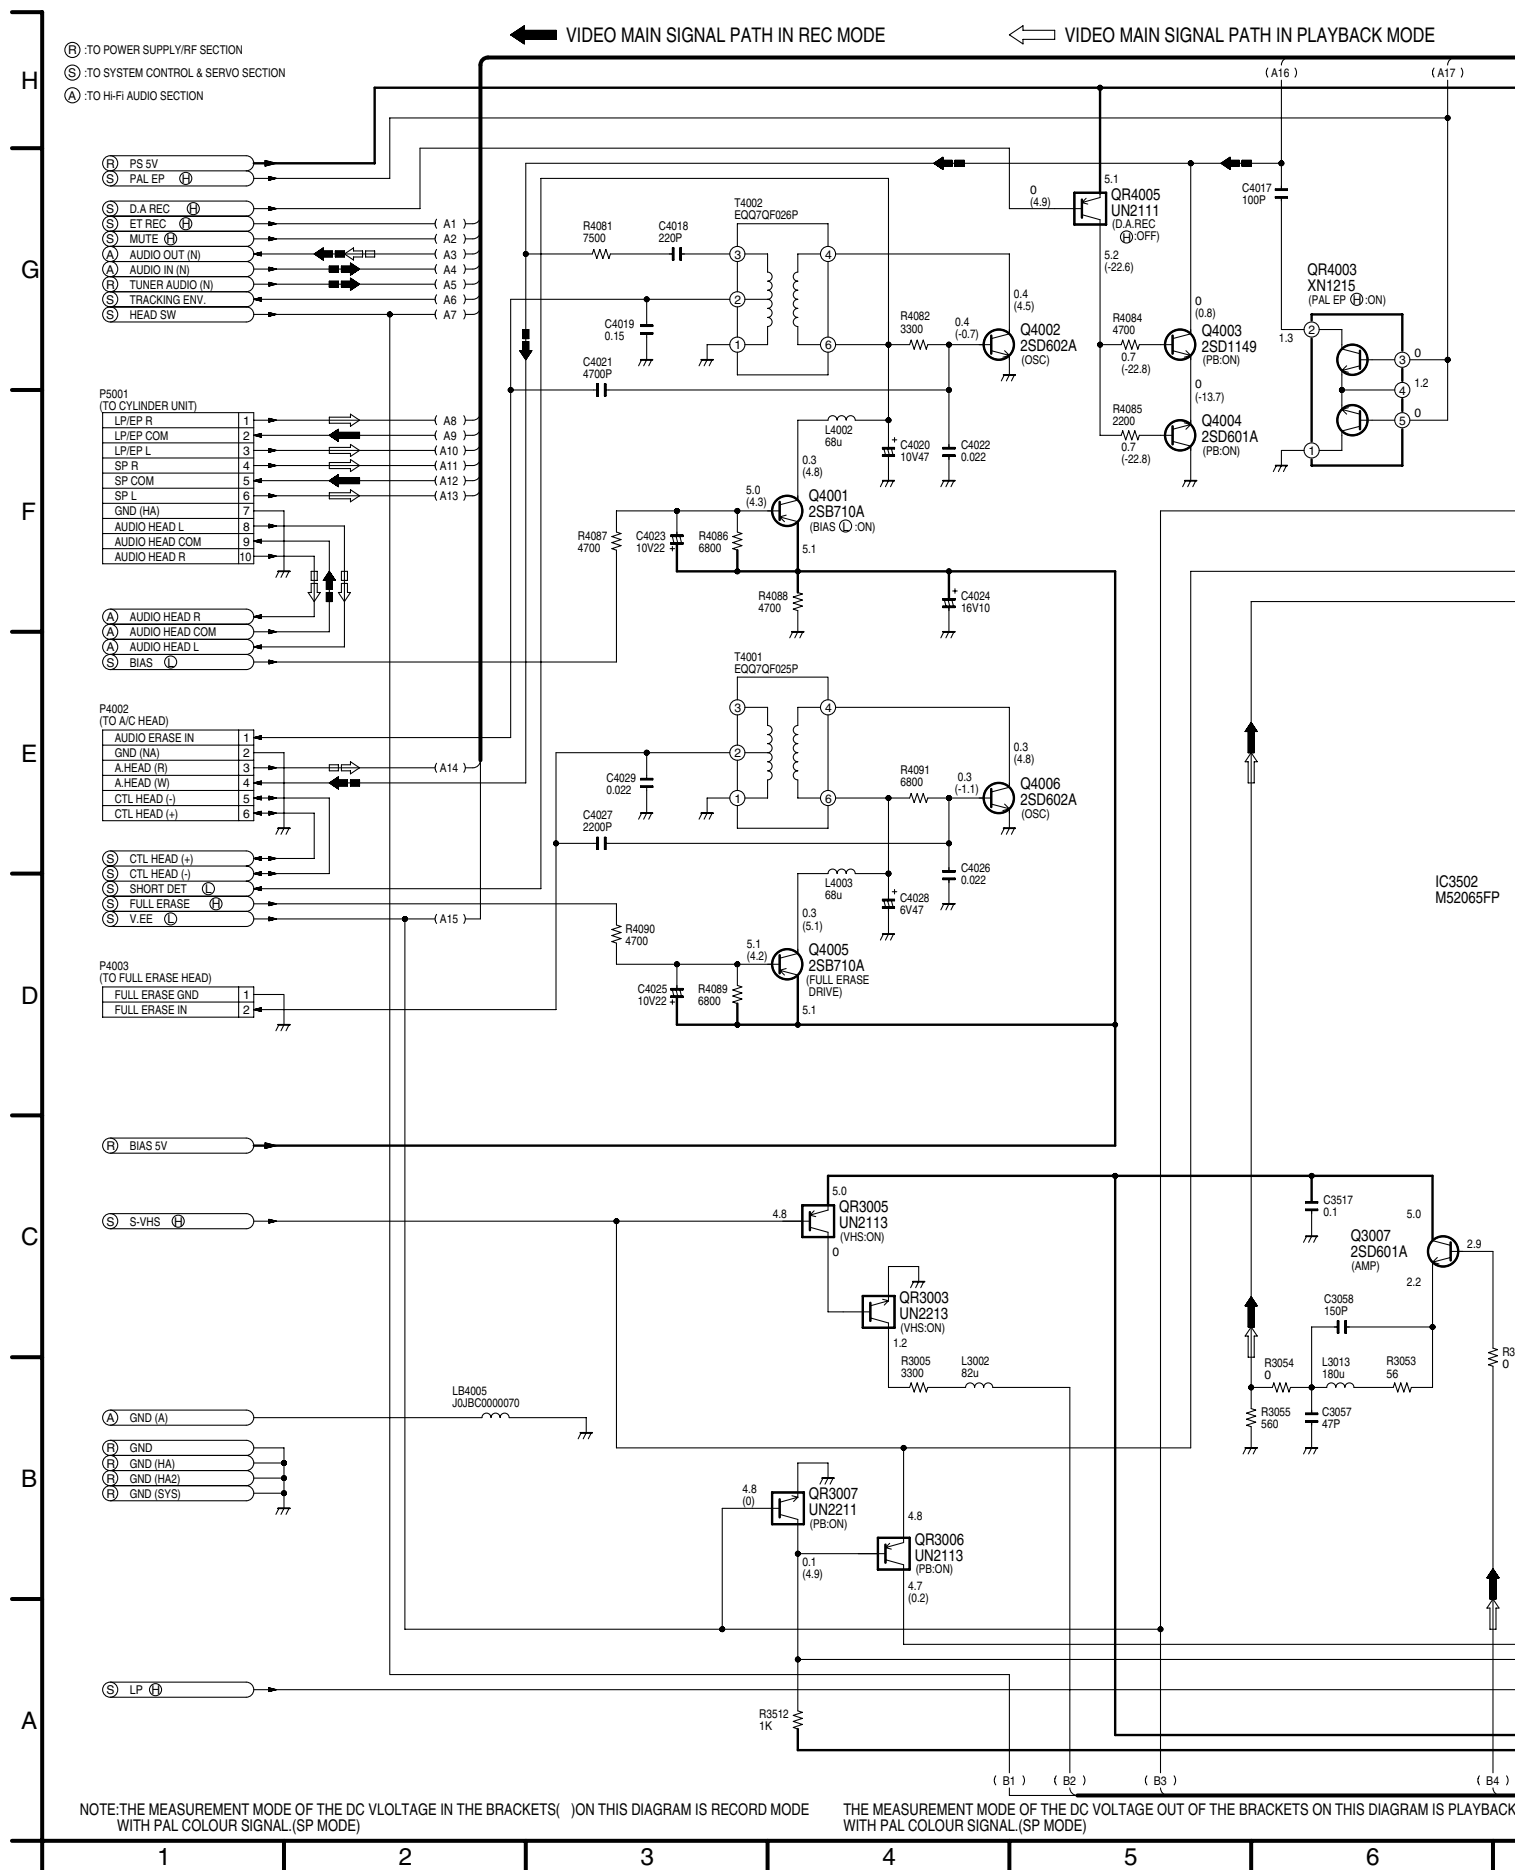 VIDEO MAIN SIGNAL PATH IN REC MODE
VIDEO MAIN SIGNAL PATH IN PLAYBACK MODE
Ⓡ :TO POWER SUPPLY/RF SECTION
Ⓢ :TO SYSTEM CONTROL & SERVO SECTION
Ⓐ :TO Hi-Fi AUDIO SECTION
H
(A16)
(A17)
Ⓡ PS 5V
Ⓢ PAL EP Ⓗ
Ⓢ D.A REC Ⓗ
Ⓢ ET REC Ⓗ
(A1)
Ⓢ MUTE Ⓗ
(A2)
Ⓐ AUDIO OUT (N)
(A3)
Ⓐ AUDIO IN (N)
(A4)
Ⓡ TUNER AUDIO (N)
(A5)
Ⓢ TRACKING ENV.
(A6)
Ⓢ HEAD SW
(A7)
G
T4002
EQQ7QF026P
R4081
7500
C4018
220P
3
4
2
1
6
C4019
0.15
C4021
4700P
R4082
3300
0.4
(-0.7)
0.4
(4.5)
Q4002
2SD602A
(OSC)
0
(4.9)
5.1
QR4005
UN2111
(D.A.REC
Ⓗ:OFF)
5.2
(-22.6)
R4084
4700
0.7
(-22.8)
0
(0.8)
Q4003
2SD1149
(PB:ON)
0
(-13.7)
R4085
2200
0.7
(-22.8)
Q4004
2SD601A
(PB:ON)
C4017
100P
QR4003
XN1215
(PAL EP Ⓗ:ON)
1.3
2
3
0
4
1.2
5
0
1
P5001
(TO CYLINDER UNIT)
LP/EP R 1
(A8)
LP/EP COM 2
(A9)
LP/EP L 3
(A10)
SP R 4
(A11)
SP COM 5
(A12)
SP L 6
(A13)
GND (HA) 7
AUDIO HEAD L 8
AUDIO HEAD COM 9
AUDIO HEAD R 10
F
L4002
68u
C4020
10V47
C4022
0.022
0.3
(4.8)
5.0
(4.3)
Q4001
2SB710A
(BIAS Ⓛ:ON)
5.1
R4087
4700
C4023
10V22
R4086
6800
R4088
4700
C4024
16V10
Ⓐ AUDIO HEAD R
Ⓐ AUDIO HEAD COM
Ⓐ AUDIO HEAD L
Ⓢ BIAS Ⓛ
T4001
EQQ7QF025P
P4002
(TO A/C HEAD)
AUDIO ERASE IN 1
GND (NA) 2
A.HEAD (R) 3
(A14)
A.HEAD (W) 4
CTL HEAD (-) 5
CTL HEAD (+) 6
E
3
4
2
1
6
C4029
0.022
C4027
2200P
R4091
6800
0.3
(-1.1)
0.3
(4.8)
Q4006
2SD602A
(OSC)
C4026
0.022
Ⓢ CTL HEAD (+)
Ⓢ CTL HEAD (-)
Ⓢ SHORT DET Ⓛ
Ⓢ FULL ERASE Ⓗ
Ⓢ V.EE Ⓛ
(A15)
L4003
68u
C4028
6V47
IC3502
M52065FP
0.3
(5.1)
R4090
4700
5.1
(4.2)
Q4005
2SB710A
(FULL ERASE
DRIVE)
5.1
C4025
10V22
R4089
6800
P4003
(TO FULL ERASE HEAD)
FULL ERASE GND 1
FULL ERASE IN 2
D
Ⓡ BIAS 5V
Ⓢ S-VHS Ⓗ
C
4.8
5.0
QR3005
UN2113
(VHS:ON)
0
QR3003
UN2213
(VHS:ON)
1.2
R3005
3300
L3002
82u
C3517
0.1
5.0
Q3007
2SD601A
(AMP)
2.9
2.2
C3058
150P
R3054
0
L3013
180u
R3053
56
R3
0
R3055
560
C3057
47P
LB4005
J0JBC0000070
Ⓐ GND (A)
Ⓡ GND
Ⓡ GND (HA)
Ⓡ GND (HA2)
Ⓡ GND (SYS)
B
4.8
(0)
QR3007
UN2211
(PB:ON)
0.1
(4.9)
4.8
QR3006
UN2113
(PB:ON)
4.7
(0.2)
Ⓢ LP Ⓗ
A
R3512
1K
(B1)
(B2)
(B3)
(B4)
NOTE:THE MEASUREMENT MODE OF THE DC VLOLTAGE IN THE BRACKETS( )ON THIS DIAGRAM IS RECORD MODE
WITH PAL COLOUR SIGNAL.(SP MODE)
THE MEASUREMENT MODE OF THE DC VOLTAGE OUT OF THE BRACKETS ON THIS DIAGRAM IS PLAYBACK
WITH PAL COLOUR SIGNAL.(SP MODE)
1
2
3
4
5
6